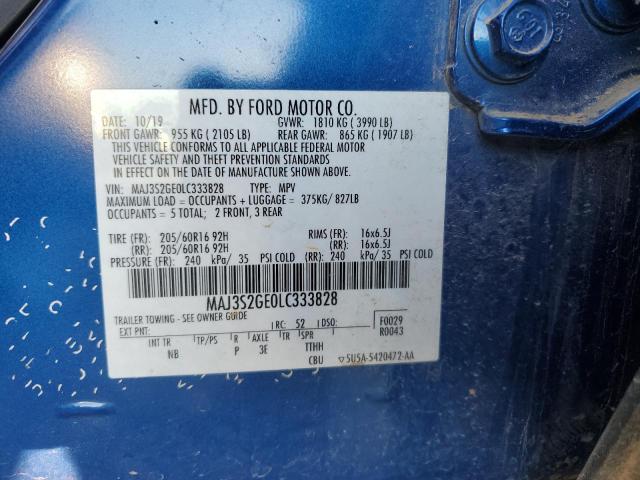 MFD. BY FORD MOTOR CO.
10/19 GVWR: 1810 KG ( 3990 LB)
FRONT GAWR: 955 KG ( 2105 LB) REAR GAWR: 865 KG ( 1907 LB)
THIS VEHICLE CONFORMS TO ALL APPLICABLE FEDERAL MOTOR
VEHICLE SAFETY AND THEFT PREVENTION STANDARDS
IN EFFECT ON THE DATE OF MANUFACTURE SHOWN ABOVE.
VIN: MAJ3S2GE0LC333828 TYPE: MPV
MAXIMUM LOAD = OCCUPANTS + LUGGAGE = 375KG/ 827LB
OCCUPANTS = 5 TOTAL; 2 FRONT, 3 REAR
TIRE (FR): 205/60R16 92H RIMS (FR): 16x6.5J
(RR): 205/60R16 92H (RR): 16x6.5J
PRESSURE (FR): 240 kPa/ 35 PSI COLD (RR): 240 kPa/ 35 PSI COLD
MAJ3S2GE0LC333828
TRAILER TOWING - SEE OWNER GUIDE
EXT PNT: RC: 52 DSO: F0029
R0043
INT TR TP/PS R AXLE TR SPR
NB P 3E TTHH
CBU 5U5A-5420472-AA